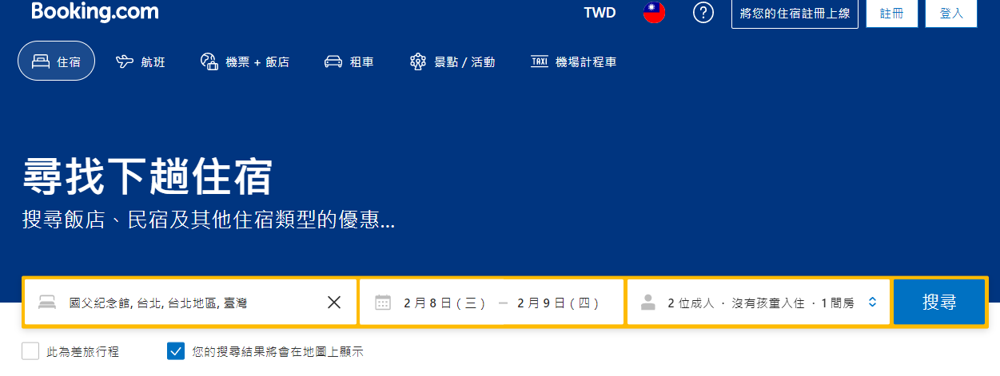 Booking.com
TWD
?
將您的住宿註冊上線
註冊
登入
住宿
航班
機票 + 飯店
租車
景點 / 活動
TAXI
機場計程車
尋找下趟住宿
搜尋飯店、民宿及其他住宿類型的優惠...
國父紀念館, 台北, 台北地區, 臺灣
2 月 8 日 ( 三 ) — 2 月 9 日 ( 四 )
2 位成人 · 沒有孩童入住 · 1 間房
搜尋
此為差旅行程
您的搜尋結果將會在地圖上顯示